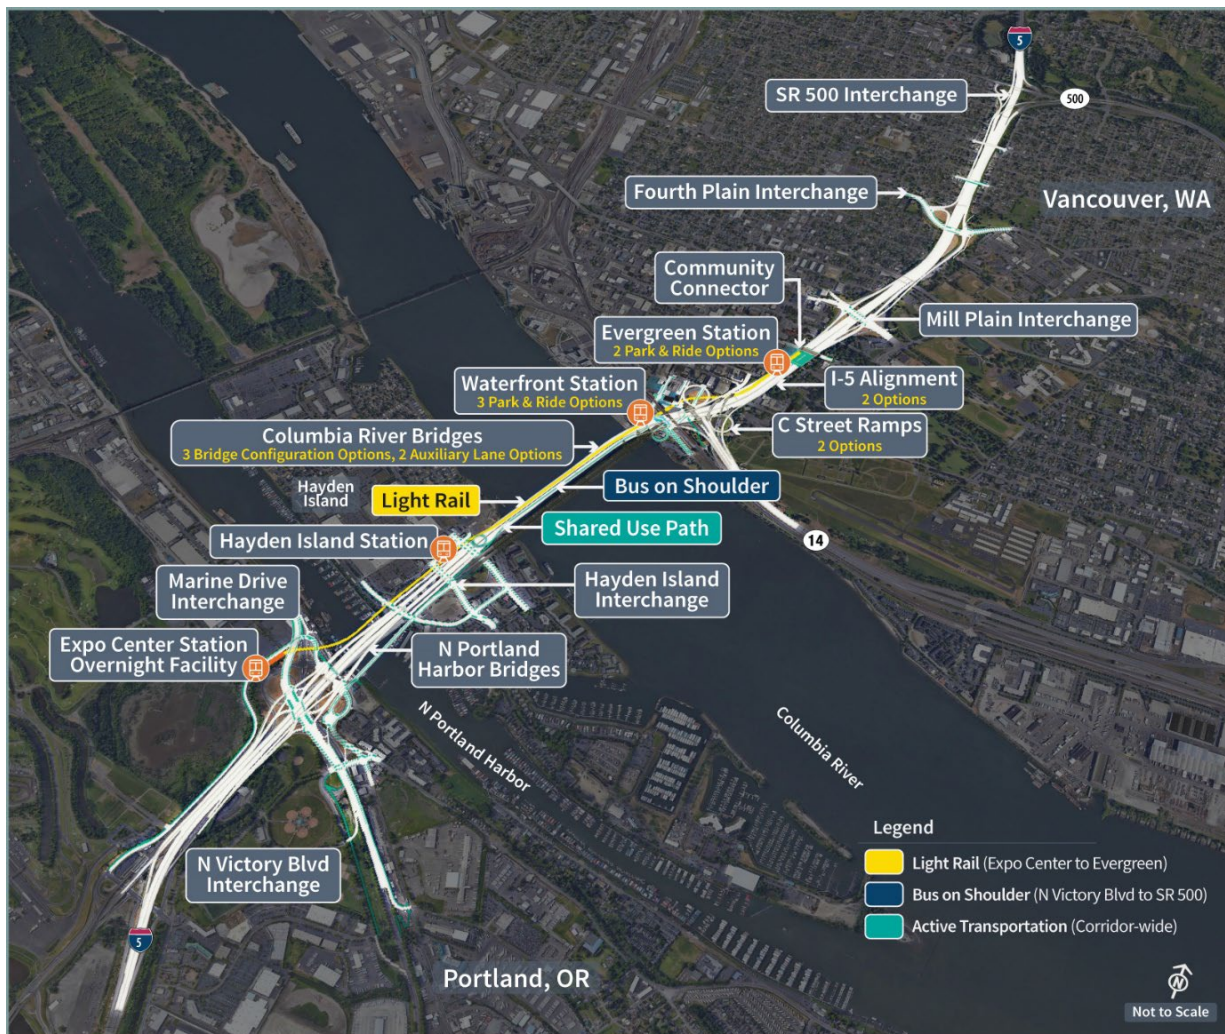 5
SR 500 Interchange
500
Fourth Plain Interchange
Vancouver, WA
Community
Connector
Mill Plain Interchange
Evergreen Station
2 Park & Ride Options
I-5 Alignment
2 Options
Waterfront Station
3 Park & Ride Options
C Street Ramps
2 Options
Columbia River Bridges
3 Bridge Configuration Options, 2 Auxiliary Lane Options
Hayden
Island
Light Rail
Bus on Shoulder
Shared Use Path
14
Hayden Island Station
Marine Drive
Interchange
Hayden Island
Interchange
Expo Center Station
Overnight Facility
N Portland
Harbor Bridges
N Portland Harbor
Columbia River
N Victory Blvd
Interchange
5
Portland, OR
Legend
Light Rail (Expo Center to Evergreen)
Bus on Shoulder (N Victory Blvd to SR 500)
Active Transportation (Corridor-wide)
N
Not to Scale